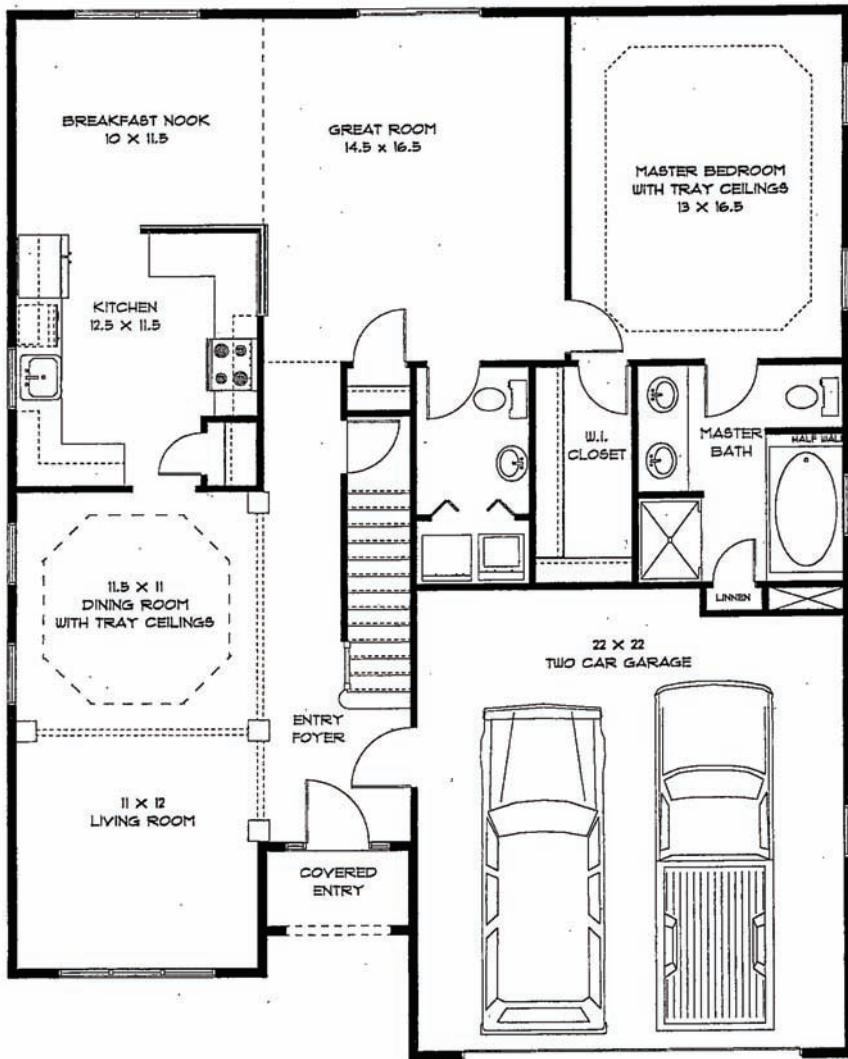 BREAKFAST NOOK
10 X 11.5
GREAT ROOM
14.5 x 16.5
MASTER BEDROOM
WITH TRAY CEILINGS
13 X 16.5
KITCHEN
12.5 X 11.5
W.I.
CLOSET
MASTER
BATH
HALF WALL
LINNEN
11.5 X 11
DINING ROOM
WITH TRAY CEILINGS
22 X 22
TWO CAR GARAGE
ENTRY
FOYER
11 X 12
LIVING ROOM
COVERED
ENTRY